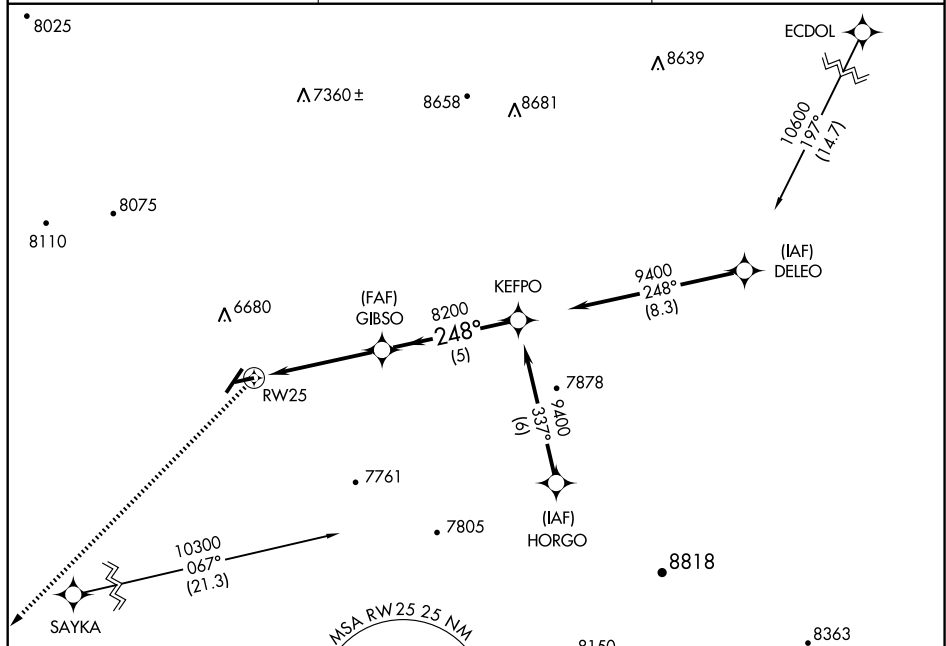 8025
ECDOL
8639
7360 ±
8658
8681
10600
197°
(14.7)
8075
8110
(IAF)
DELEO
9400
248°
(8.3)
KEFPO
(FAF)
GIBSO
8200
248°
(5)
6680
RW25
7878
9400
337°
(6)
7761
(IAF)
HORGO
7805
10300
067°
(21.3)
8818
SAYKA
MSA RW25 25 NM
8150
8363